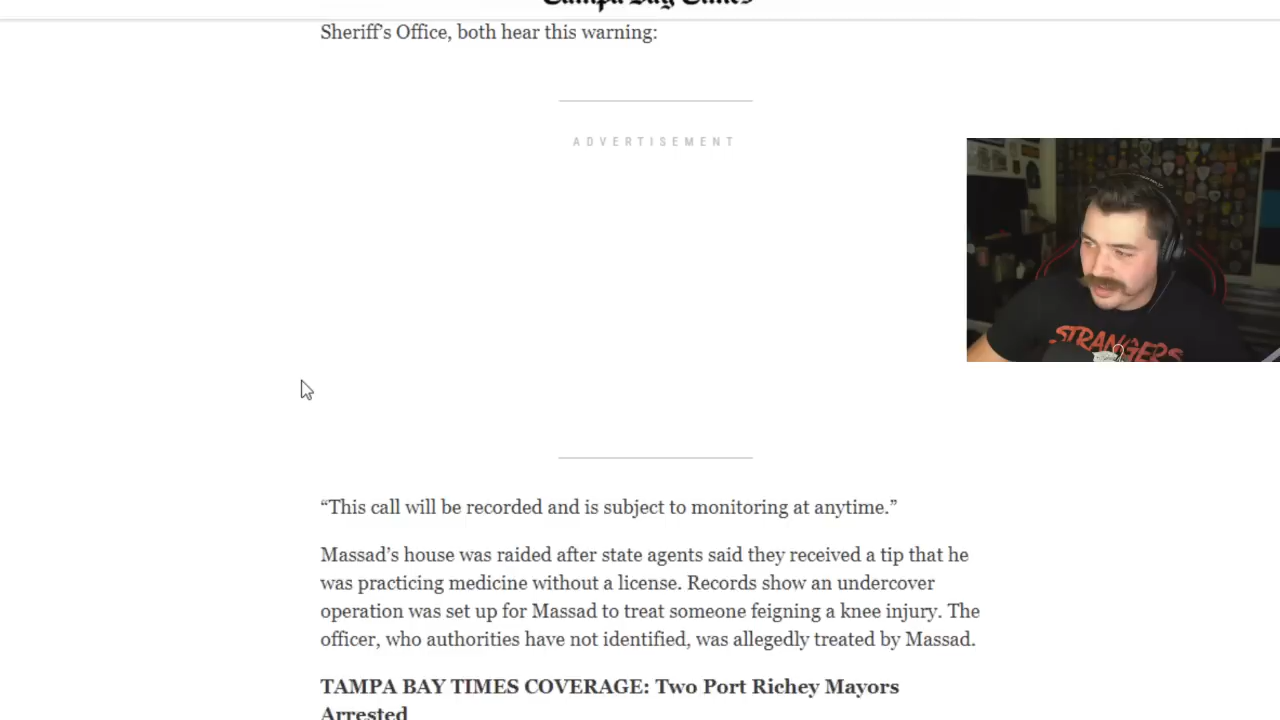 Tampa Bay Times
Sheriff’s Office, both hear this warning:
ADVERTISEMENT
STRANGERS
“This call will be recorded and is subject to monitoring at anytime.”
Massad’s house was raided after state agents said they received a tip that he
was practicing medicine without a license. Records show an undercover
operation was set up for Massad to treat someone feigning a knee injury. The
officer, who authorities have not identified, was allegedly treated by Massad.
TAMPA BAY TIMES COVERAGE: Two Port Richey Mayors
Arrested